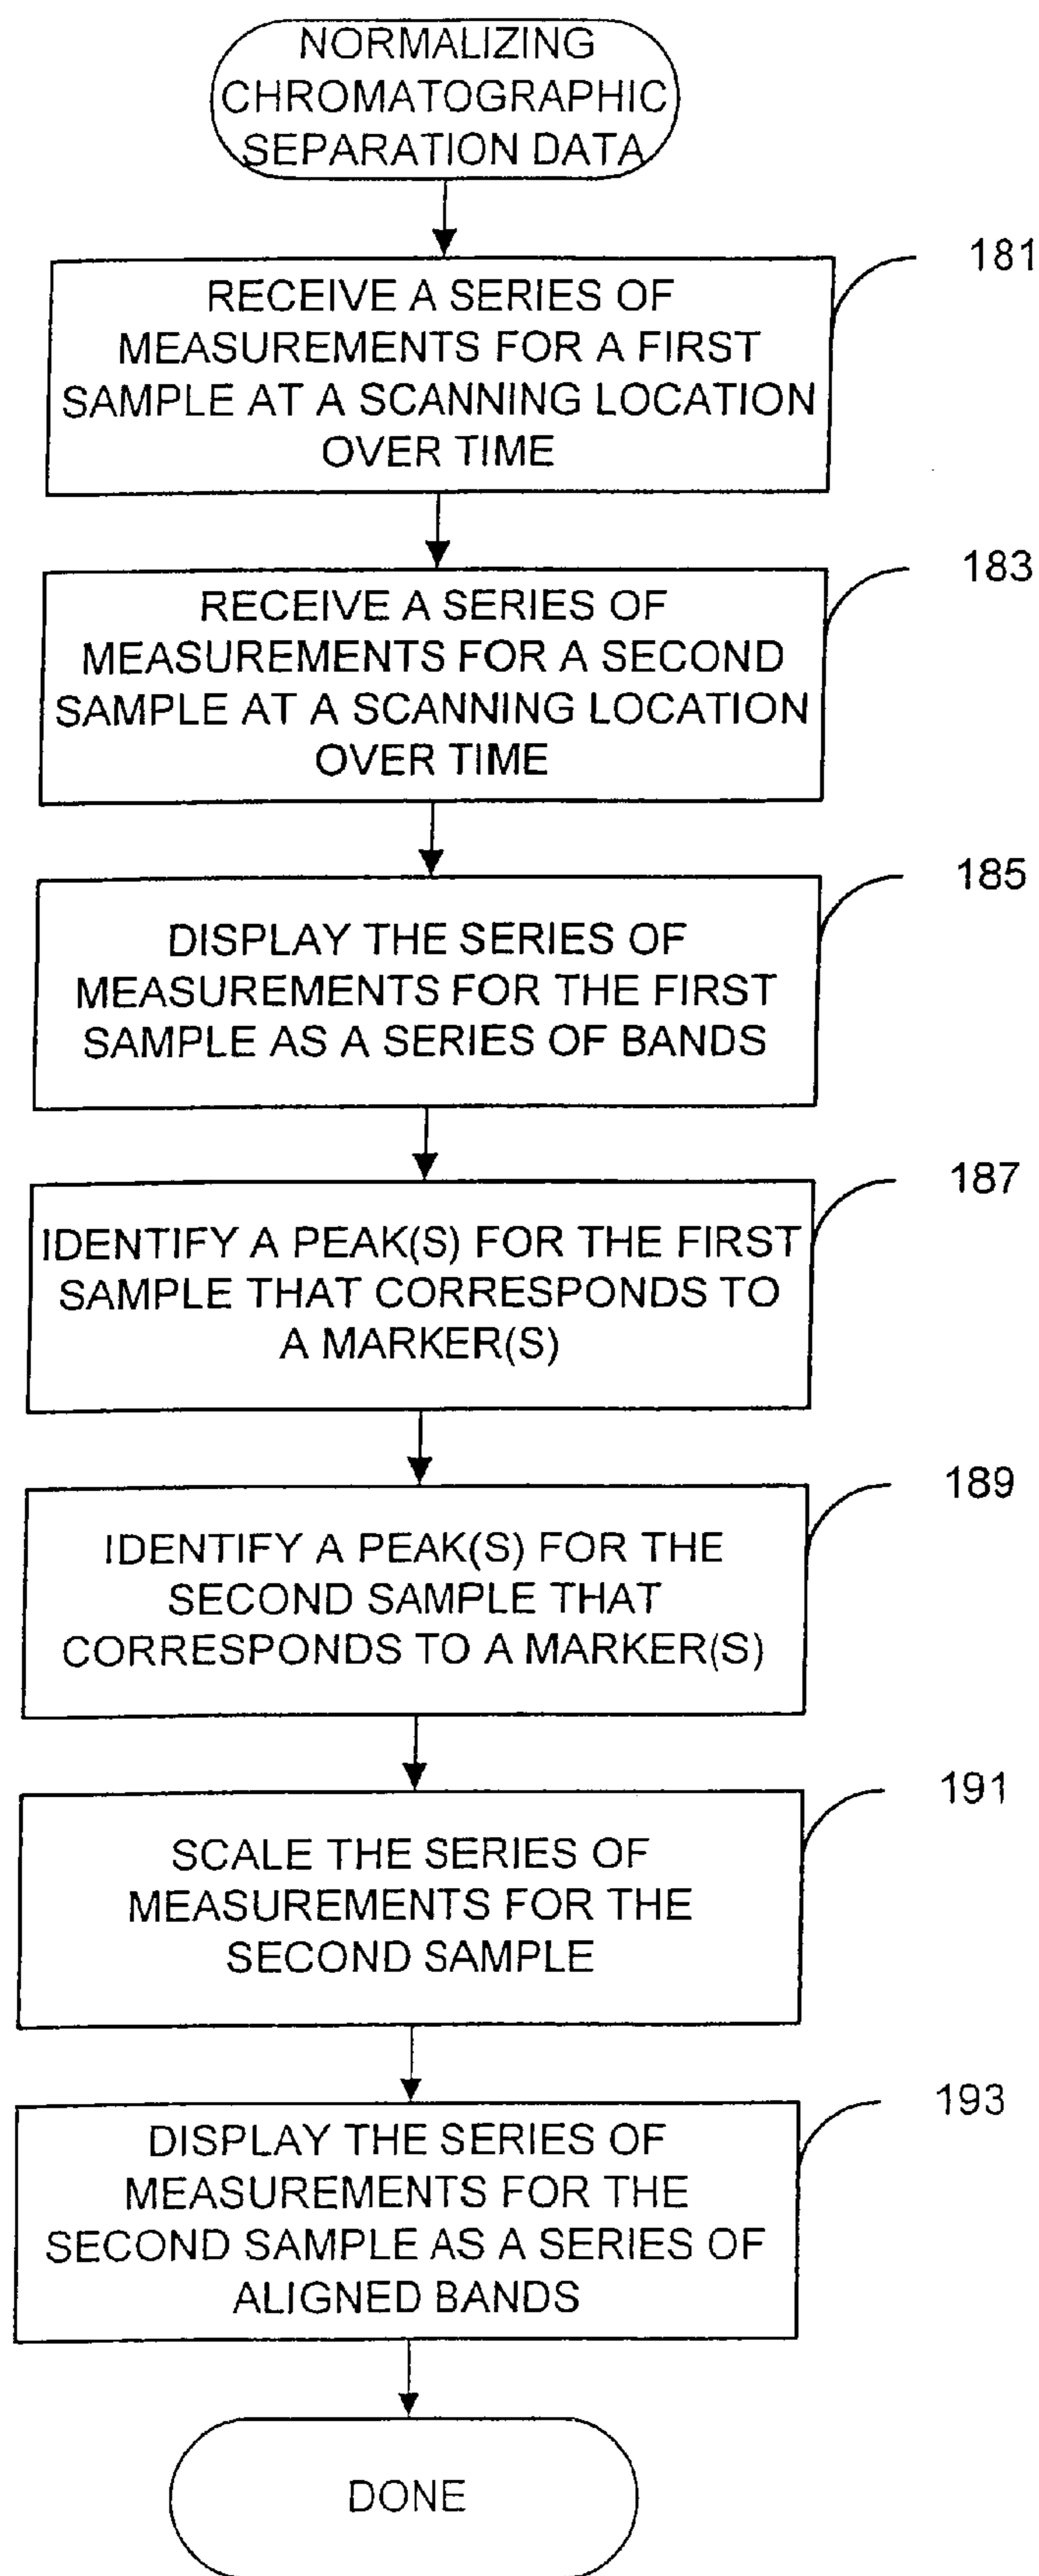 NORMALIZING
CHROMATOGRAPHIC
SEPARATION DATA
181
RECEIVE A SERIES OF
MEASUREMENTS FOR A FIRST
SAMPLE AT A SCANNING LOCATION
OVER TIME
183
RECEIVE A SERIES OF
MEASUREMENTS FOR A SECOND
SAMPLE AT A SCANNING LOCATION
OVER TIME
185
DISPLAY THE SERIES OF
MEASUREMENTS FOR THE FIRST
SAMPLE AS A SERIES OF BANDS
187
IDENTIFY A PEAK(S) FOR THE FIRST
SAMPLE THAT CORRESPONDS TO
A MARKER(S)
189
IDENTIFY A PEAK(S) FOR THE
SECOND SAMPLE THAT
CORRESPONDS TO A MARKER(S)
191
SCALE THE SERIES OF
MEASUREMENTS FOR THE
SECOND SAMPLE
193
DISPLAY THE SERIES OF
MEASUREMENTS FOR THE
SECOND SAMPLE AS A SERIES OF
ALIGNED BANDS
DONE